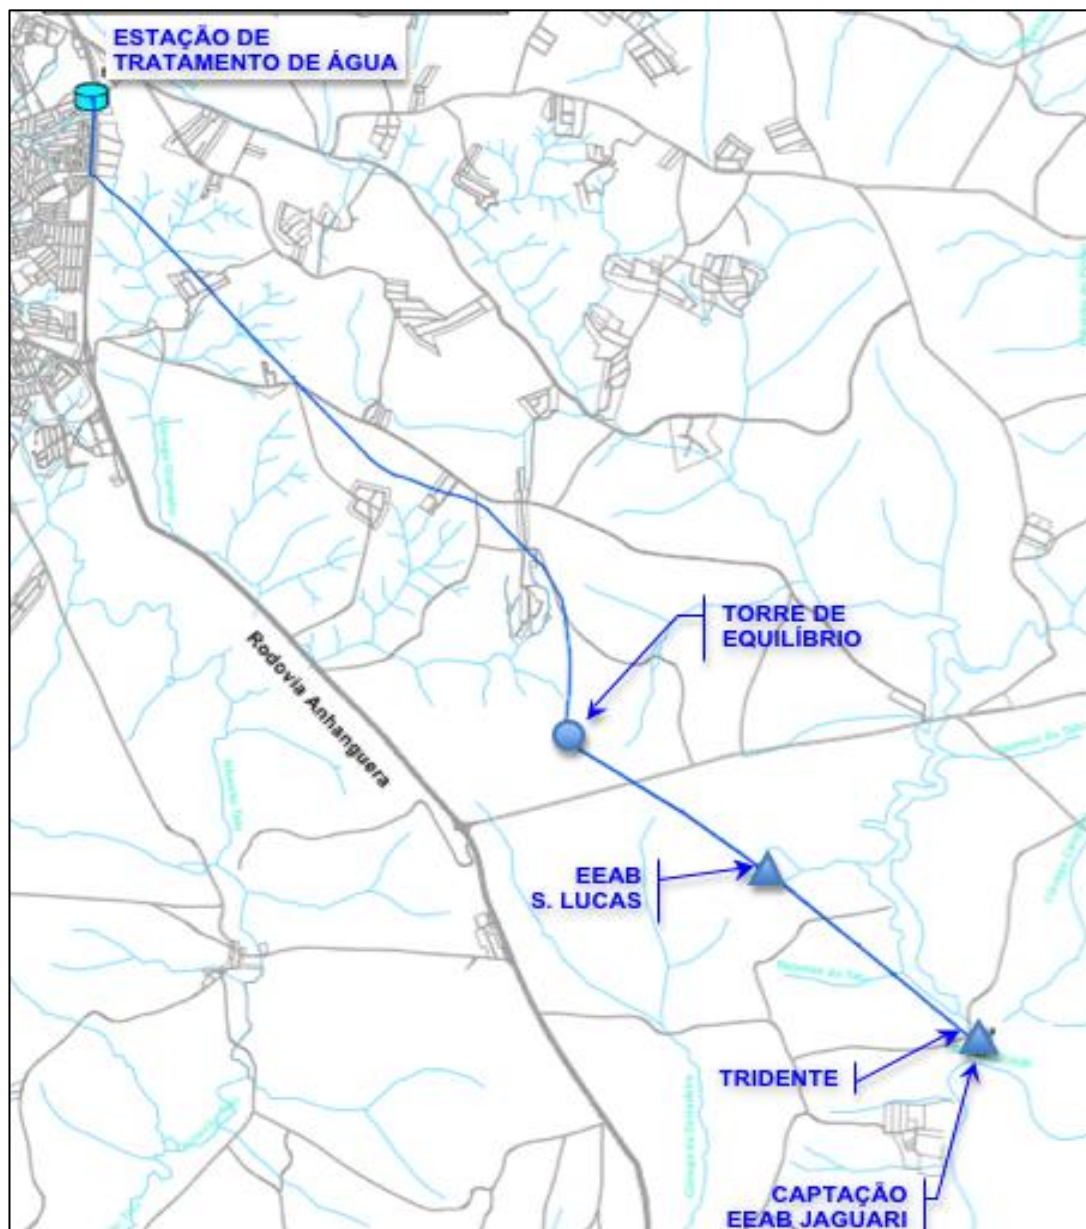 ESTAÇÃO DE
TRATAMENTO DE ÁGUA
TORRE DE
EQUILÍBRIO
Rodovia Anhanguera
EEAB
S. LUCAS
TRIDENTE
CAPTAÇÃO
EEAB JAGUARI